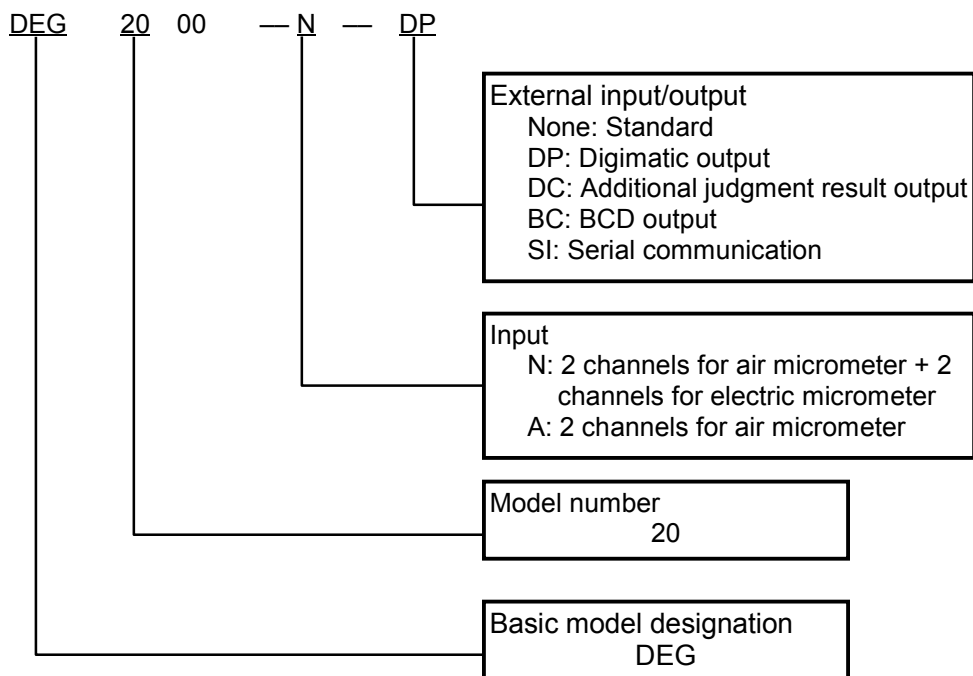 DEG 20 00 — N — DP
External input/output
None: Standard
DP: Digimatic output
DC: Additional judgment result output
BC: BCD output
SI: Serial communication
Input
N: 2 channels for air micrometer + 2
channels for electric micrometer
A: 2 channels for air micrometer
Model number
20
Basic model designation
DEG